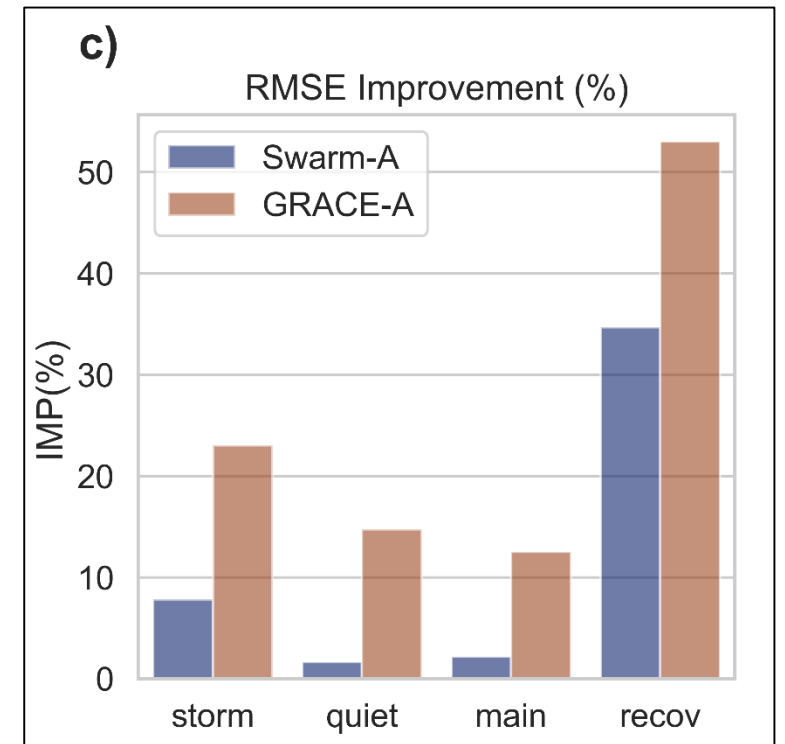 c)
RMSE Improvement (%)
Swarm-A
GRACE-A
IMP(%)
50
40
30
20
10
0
storm quiet main recov